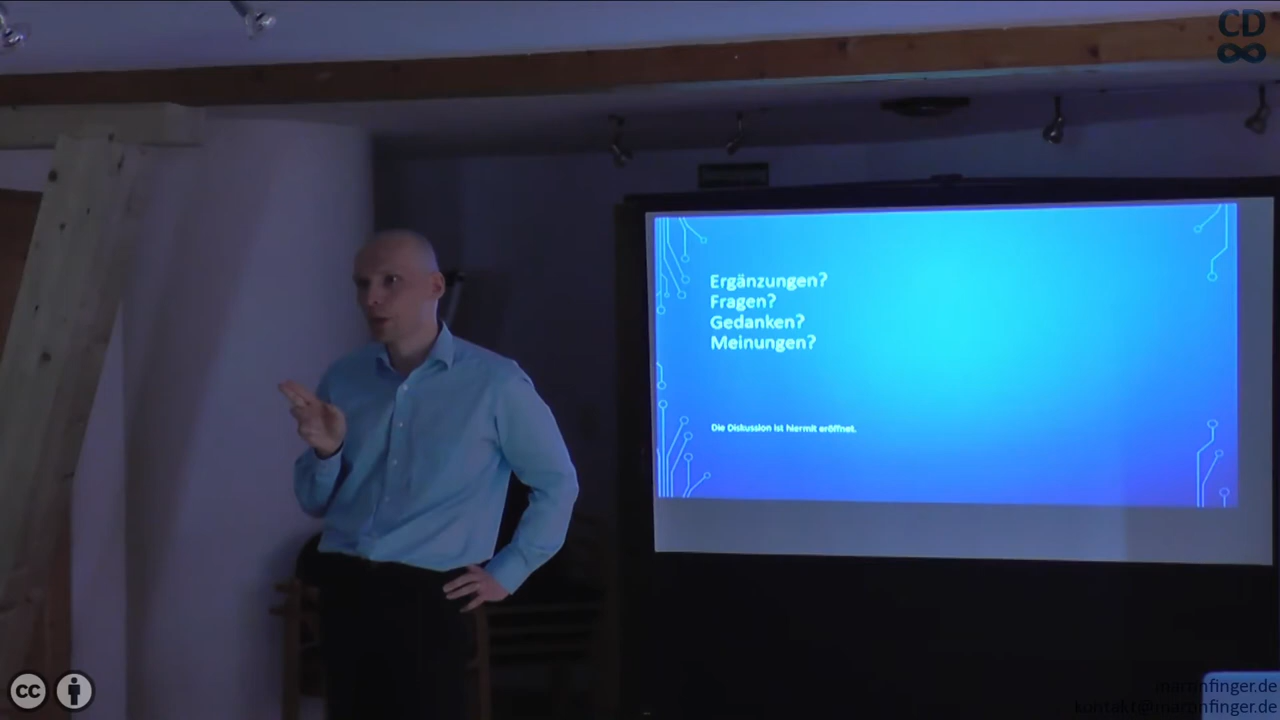 CD
Ergänzungen?
Fragen?
Gedanken?
Meinungen?
Die Diskussion ist hiermit eröffnet.
cc